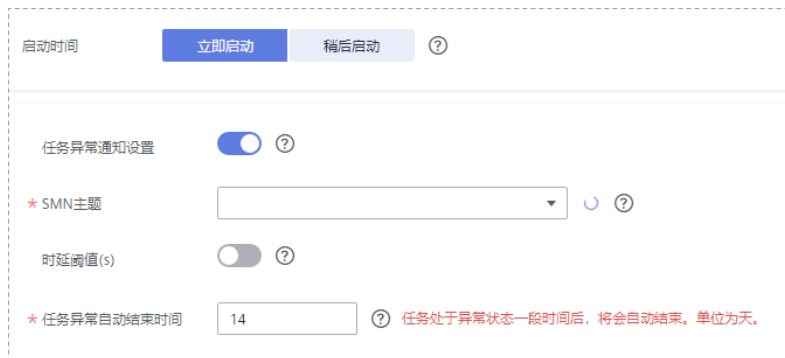 启动时间 立即启动 稍后启动 ?
任务异常通知设置 ?
* SMN主题 ?
时延阈值(s) ?
* 任务异常自动结束时间 14 ? 任务处于异常状态一段时间后，将会自动结束。单位为天。